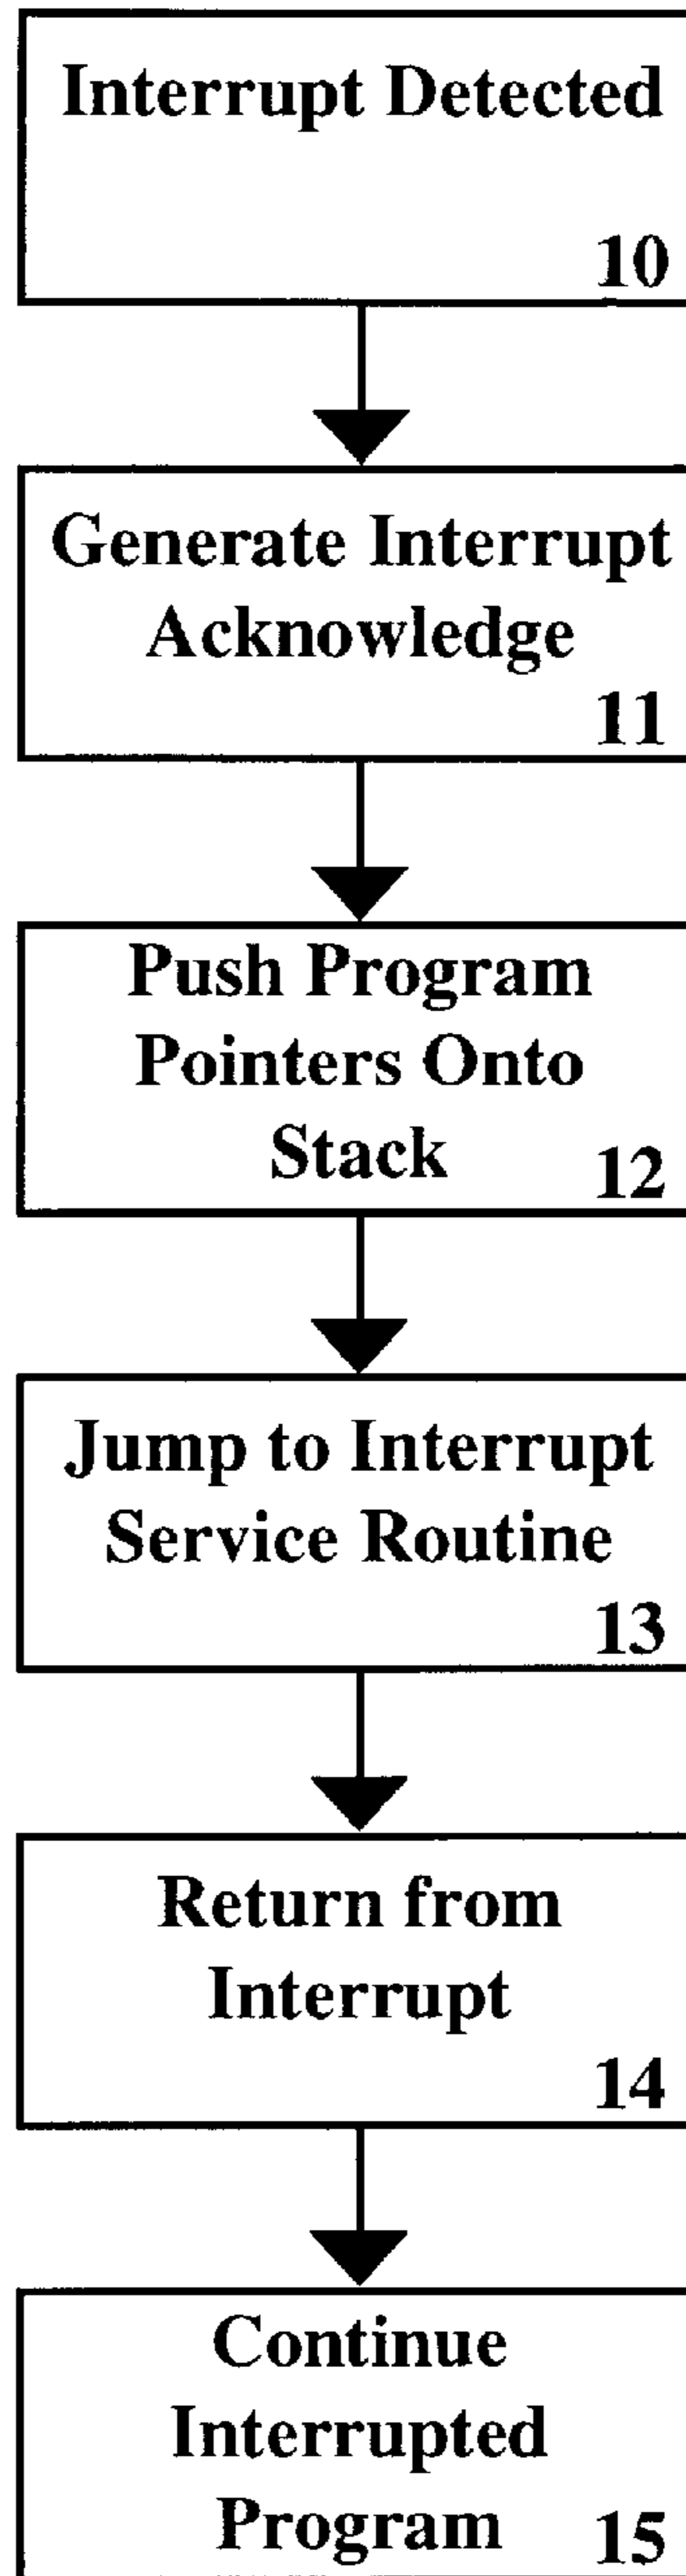 Interrupt Detected
10
Generate Interrupt
Acknowledge
11
Push Program
Pointers Onto
Stack 12
Jump to Interrupt
Service Routine
13
Return from
Interrupt
14
Continue
Interrupted
Program 15